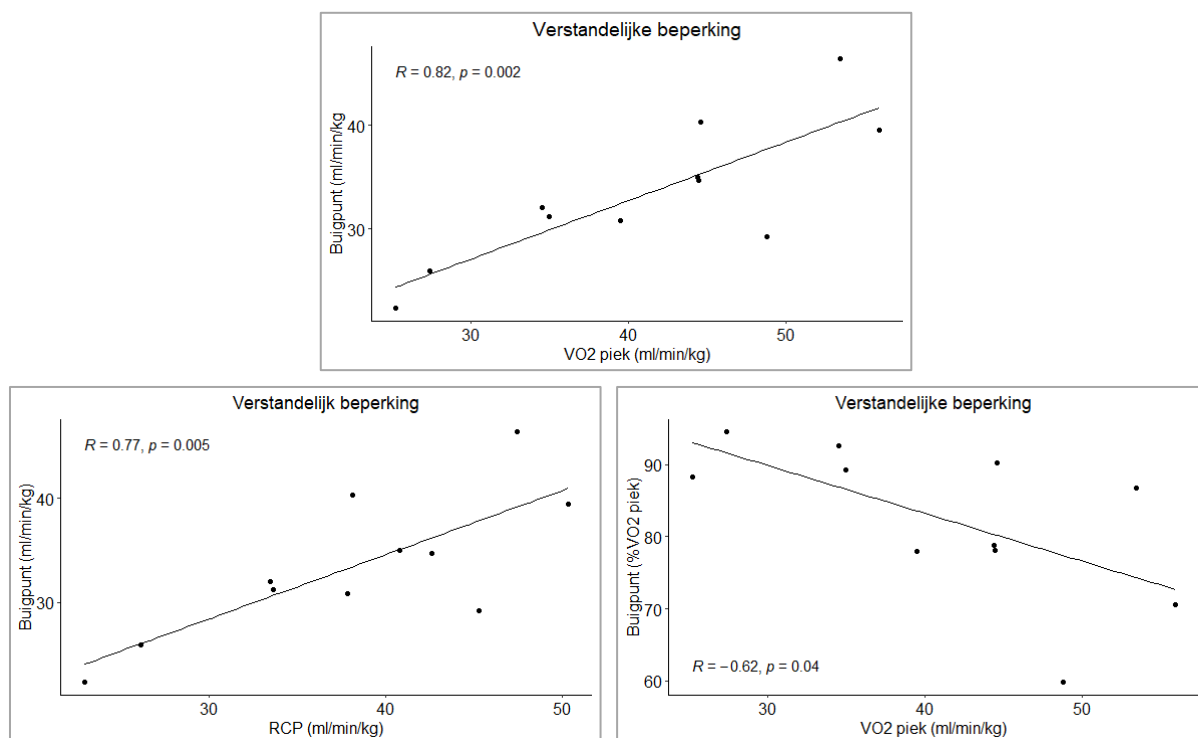 Verstandelijke beperking
R = 0.82, p = 0.002
Buigpunt (ml/min/kg
40
30
30 40 50
VO2 piek (ml/min/kg)
Verstandelijk beperking
R = 0.77, p = 0.005
Buigpunt (ml/min/kg)
40
30
30 40 50
RCP (ml/min/kg)
Verstandelijke beperking
Buigpunt (%VO2 piek)
90
80
70
60
R = −0.62, p = 0.04
30 40 50
VO2 piek (ml/min/kg)